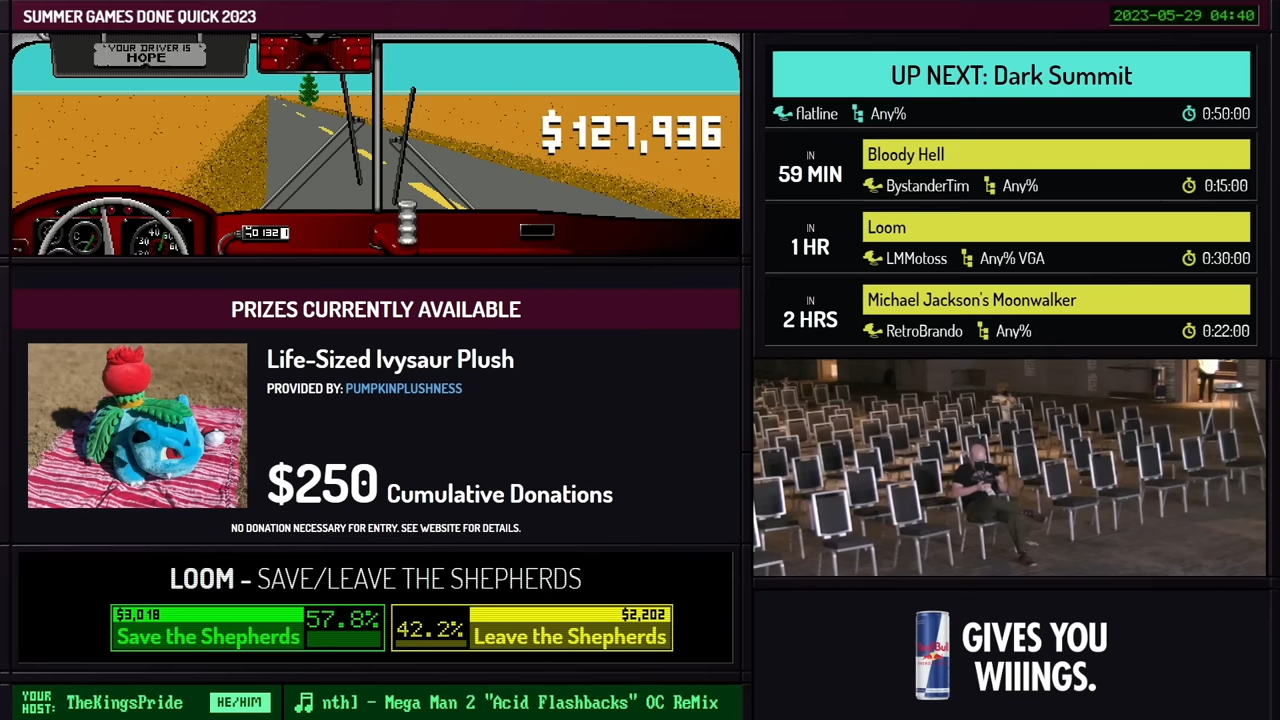 SUMMER GAMES DONE QUICK 2023
2023-05-29 04:40
YOUR DRIVER IS
HOPE
$127,936
UP NEXT: Dark Summit
flatline Any% 0:50:00
IN
59 MIN
Bloody Hell
BystanderTim Any% 0:15:00
IN
1 HR
Loom
LMMotoss Any% VGA 0:30:00
IN
2 HRS
Michael Jackson's Moonwalker
RetroBrando Any% 0:22:00
PRIZES CURRENTLY AVAILABLE
Life-Sized Ivysaur Plush
PROVIDED BY: PUMPKINPLUSHNESS
$250 Cumulative Donations
NO DONATION NECESSARY FOR ENTRY. SEE WEBSITE FOR DETAILS.
LOOM - SAVE/LEAVE THE SHEPHERDS
$3,018
Save the Shepherds
57.8%
42.2%
$2,202
Leave the Shepherds
Red Bull
GIVES YOU
WIIINGS.
YOUR
HOST:
TheKingsPride
HE/HIM
nth] - Mega Man 2 "Acid Flashbacks" OC ReMix